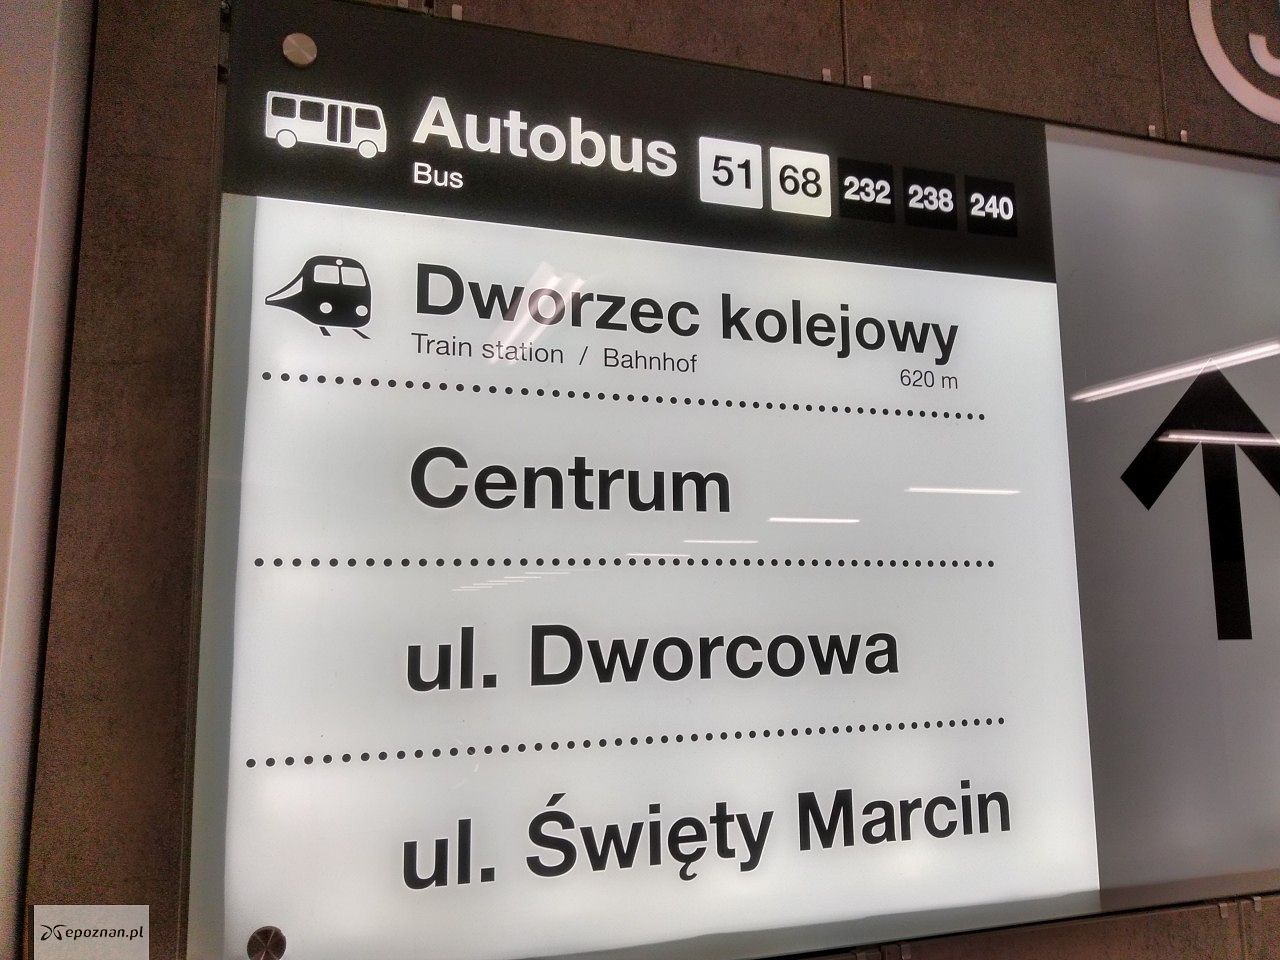 Autobus 51 68 232 238 240
Bus
Dworzec kolejowy
Train station / Bahnhof 620 m
Centrum
ul. Dworcowa
ul. Święty Marcin
epoznan.pl